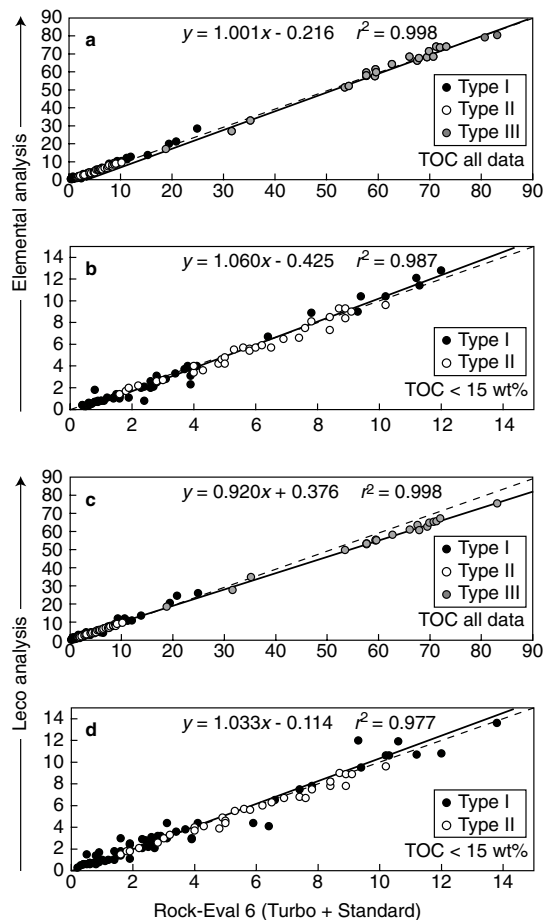 Elemental analysis
a
y = 1.001x - 0.216 r² = 0.998
90
80
70
60
50
40
30
20
10
0
Type I
Type II
Type III
TOC all data
0 10 20 30 40 50 60 70 80 90
b
y = 1.060x - 0.425 r² = 0.987
14
12
10
8
6
4
2
0
Type I
Type II
TOC < 15 wt%
0 2 4 6 8 10 12 14
Leco analysis
c
y = 0.920x + 0.376 r² = 0.998
90
80
70
60
50
40
30
20
10
0
Type I
Type II
Type III
TOC all data
0 10 20 30 40 50 60 70 80 90
d
y = 1.033x - 0.114 r² = 0.977
14
12
10
8
6
4
2
0
Type I
Type II
TOC < 15 wt%
0 2 4 6 8 10 12 14
Rock-Eval 6 (Turbo + Standard)